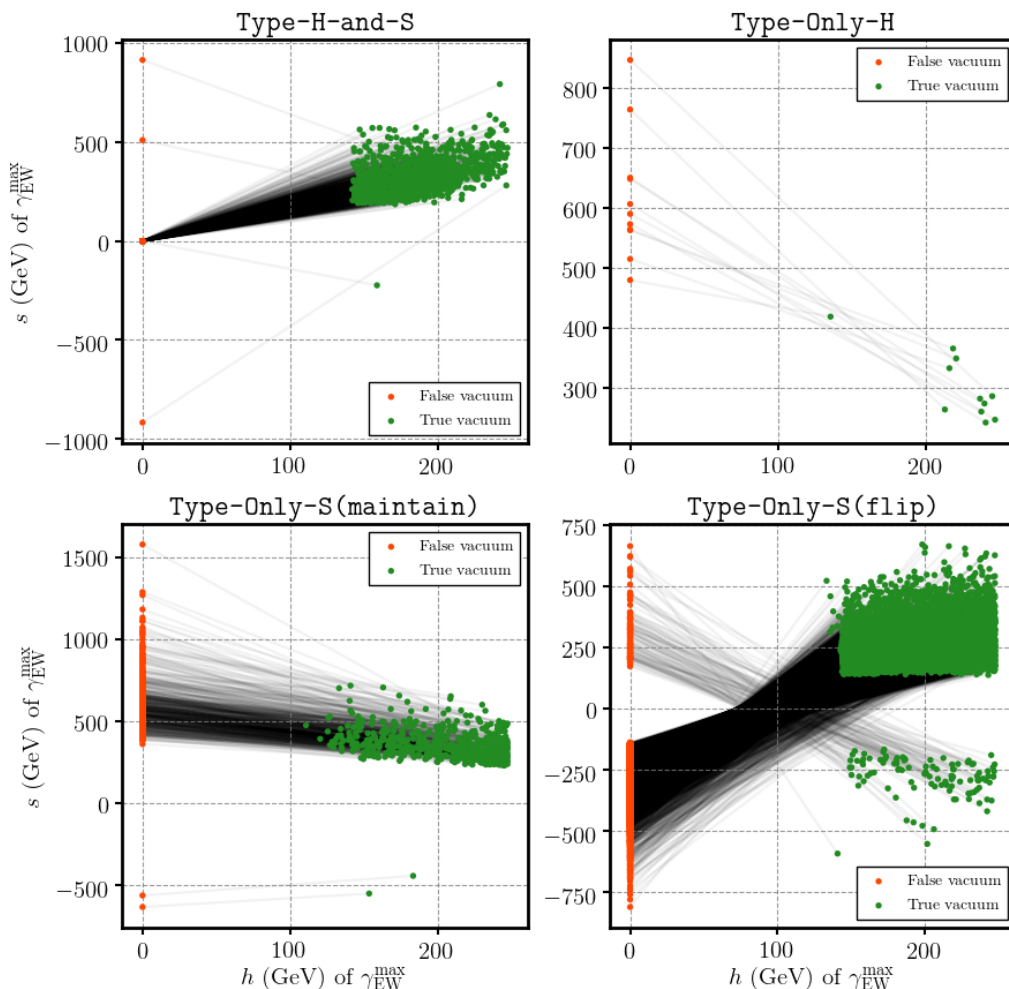 Type-H-and-S
Type-Only-H
1000
500
0
−500
−1000
0
100
200
s (GeV) of γ_EW^max
False vacuum
True vacuum
800
700
600
500
400
300
0
100
200
False vacuum
True vacuum
Type-Only-S(maintain)
Type-Only-S(flip)
1500
1000
500
0
−500
0
100
200
s (GeV) of γ_EW^max
h (GeV) of γ_EW^max
False vacuum
True vacuum
750
500
250
0
−250
−500
−750
0
100
200
h (GeV) of γ_EW^max
False vacuum
True vacuum